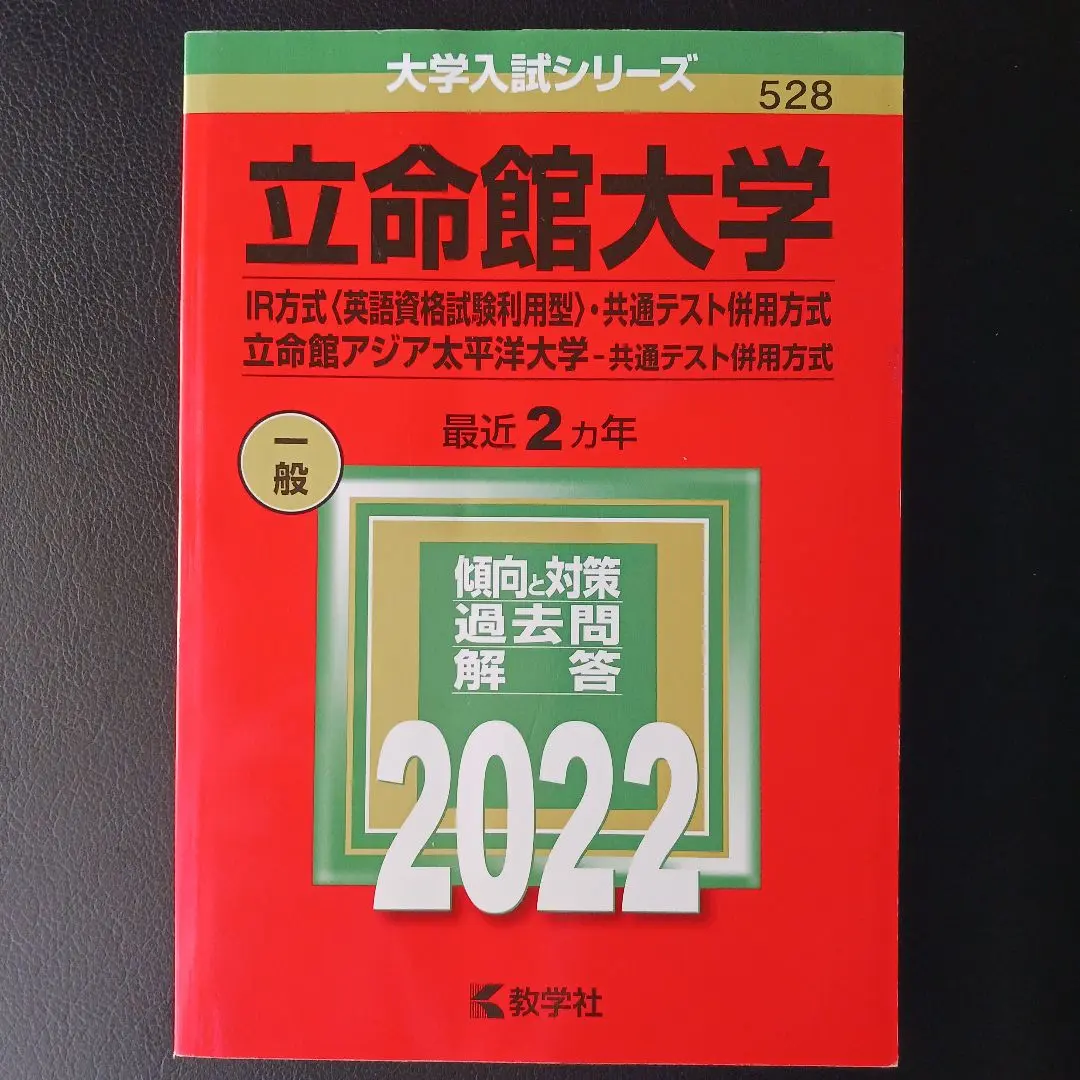 大学入試シリーズ
528
立命館大学
IR方式〈英語資格試験利用型〉・共通テスト併用方式
立命館アジア太平洋大学-共通テスト併用方式
最近2カ年
一般
傾向と対策
過去問
解答
2022
教学社